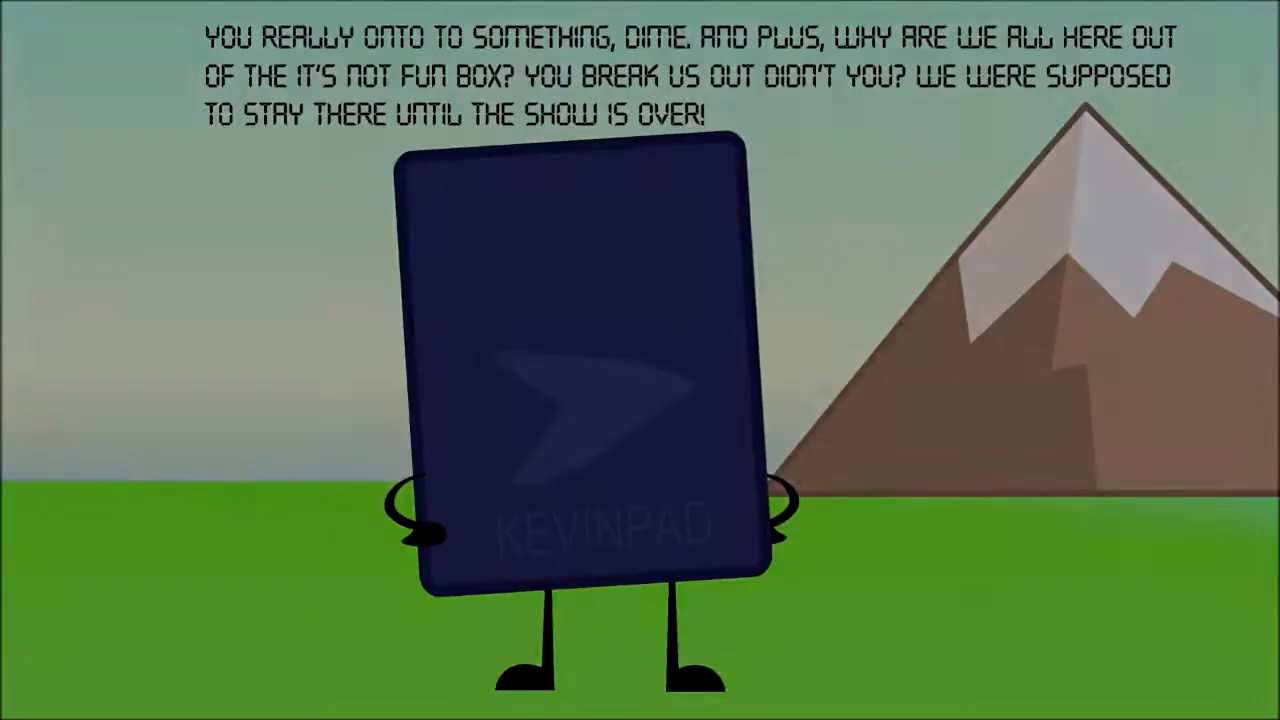 YOU REALLY ONTO TO SOMETHING, DIME. AND PLUS, WHY ARE WE ALL HERE OUT
OF THE IT'S NOT FUN BOX? YOU BREAK US OUT DIDN'T YOU? WE WERE SUPPOSED
TO STAY THERE UNTIL THE SHOW IS OVER!
KEVINPAD